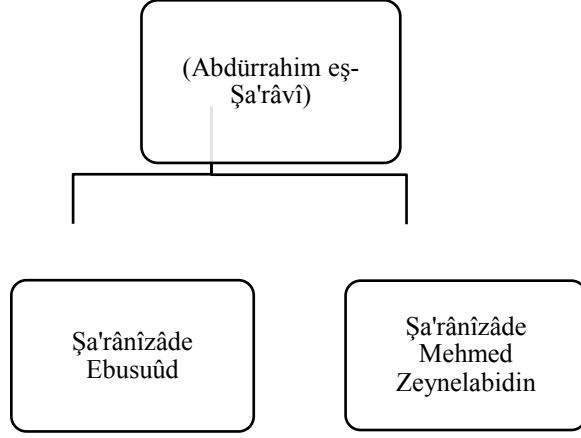 (Abdürrahim eş-
Şa'râvî)
Şa'rânîzâde
Ebusuûd
Şa'rânîzâde
Mehmed
Zeynelabidin